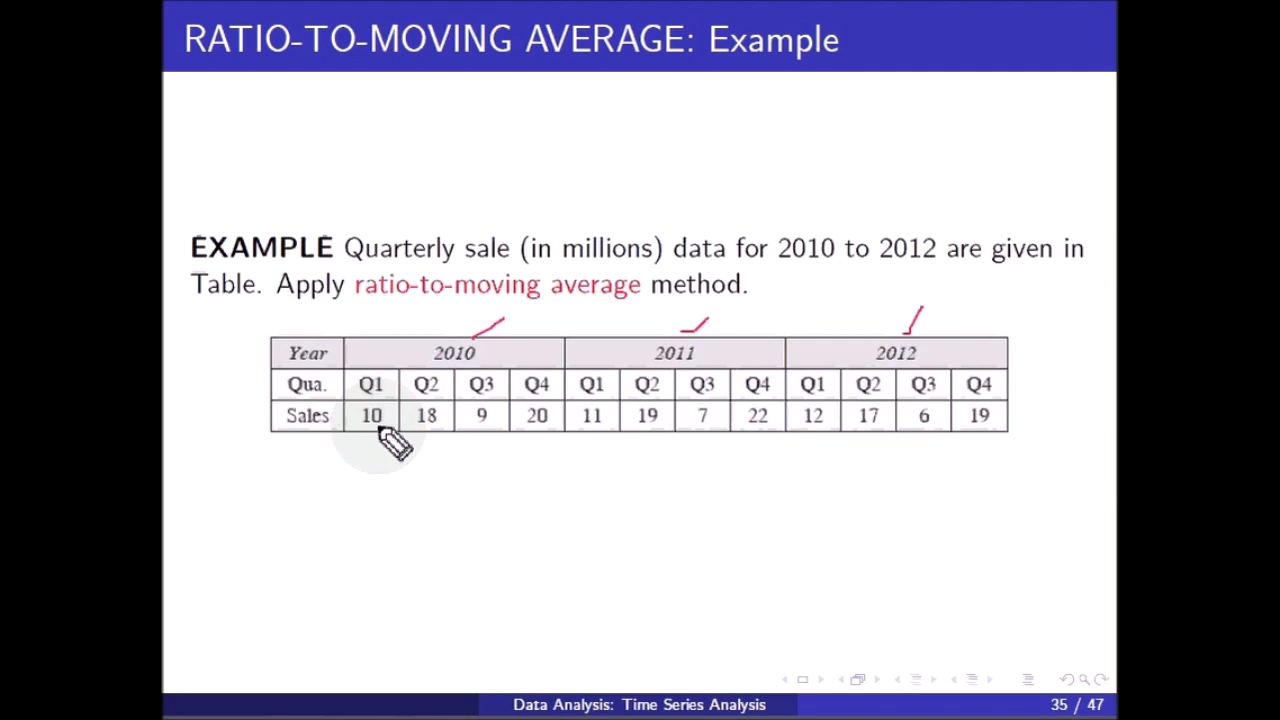 RATIO-TO-MOVING AVERAGE: Example
EXAMPLE Quarterly sale (in millions) data for 2010 to 2012 are given in
Table. Apply ratio-to-moving average method.
Year 2010 2011 2012
Qua. Q1 Q2 Q3 Q4 Q1 Q2 Q3 Q4 Q1 Q2 Q3 Q4
Sales 10 18 9 20 11 19 7 22 12 17 6 19
Data Analysis: Time Series Analysis 35 / 47